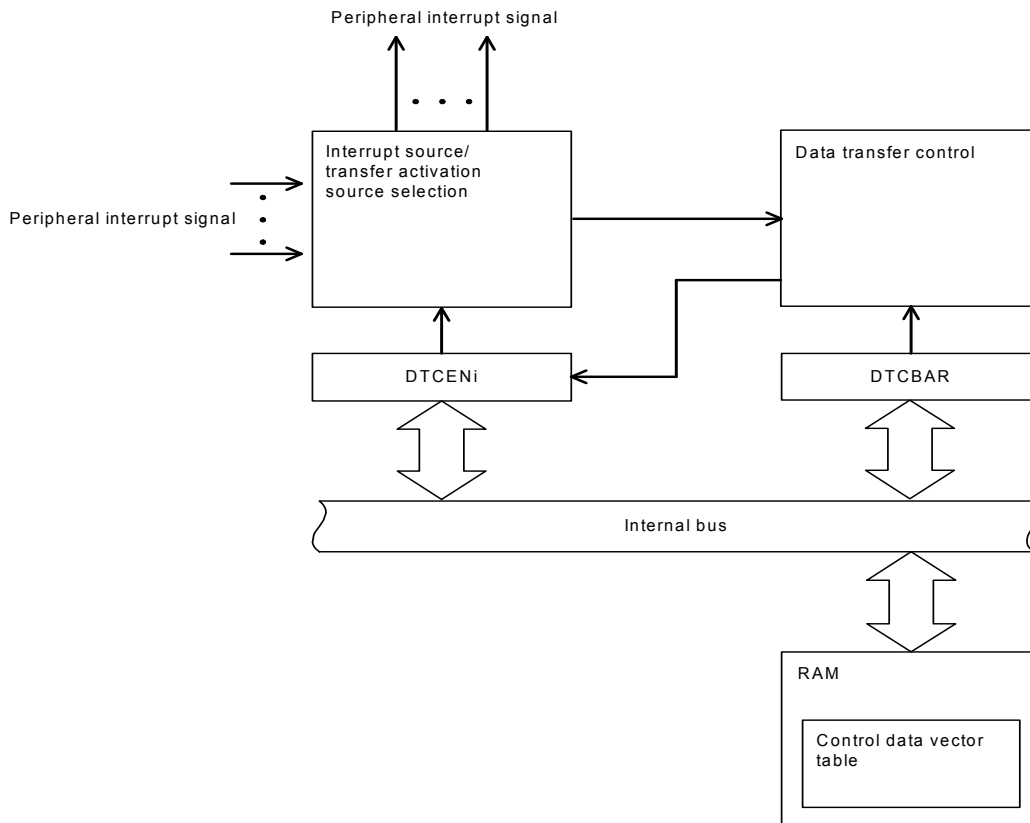 Peripheral interrupt signal
Interrupt source/
transfer activation
source selection
Data transfer control
Peripheral interrupt signal
DTCENi
DTCBAR
Internal bus
RAM
Control data vector
table